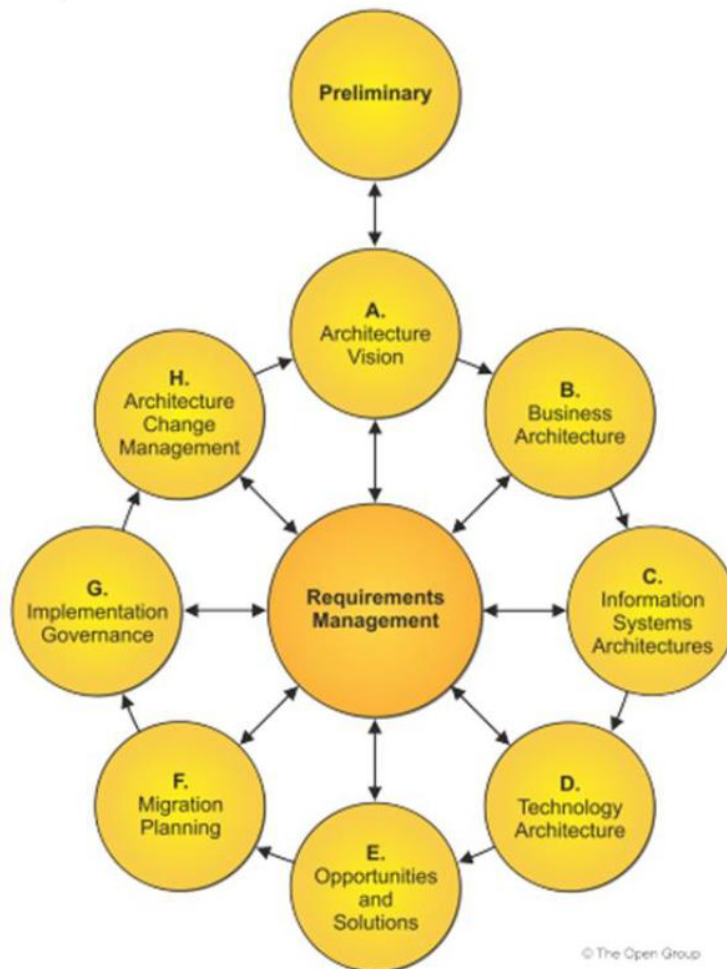 Preliminary
A.
Architecture
Vision
B.
Business
Architecture
C.
Information
Systems
Architectures
D.
Technology
Architecture
E.
Opportunities
and
Solutions
F.
Migration
Planning
G.
Implementation
Governance
H.
Architecture
Change
Management
Requirements
Management
© The Open Group